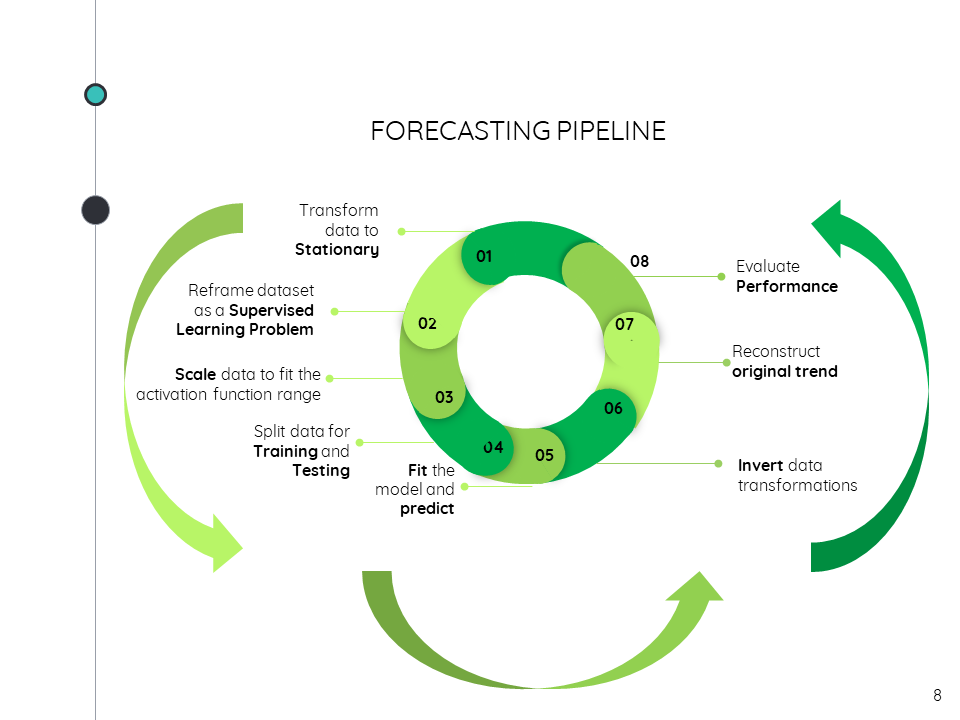 FORECASTING PIPELINE
Transform
data to
Stationary
Reframe dataset
as a Supervised
Learning Problem
Scale data to fit the
activation function range
Split data for
Training and
Testing
Fit the
model and
predict
01
02
03
04
05
06
07
08
Evaluate
Performance
Reconstruct
original trend
Invert data
transformations
8